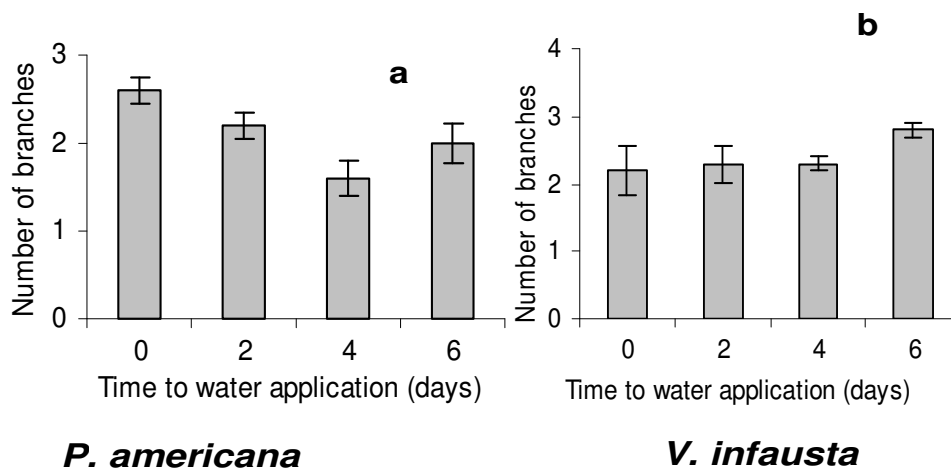 a
Number of branches
3
2
1
0
0 2 4 6
Time to water application (days)
P. americana
b
Number of branches
4
3
2
1
0
0 2 4 6
Time to water application (days)
V. infausta